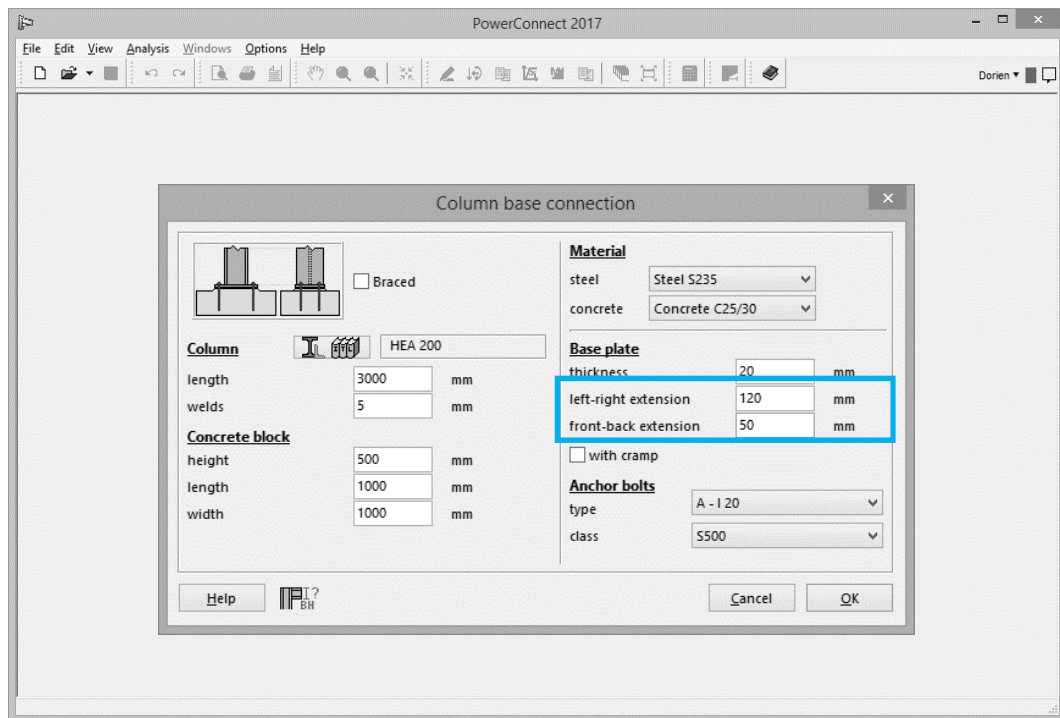 PowerConnect 2017
File Edit View Analysis Windows Options Help
Dorien
Column base connection
Braced
Column HEA 200
length 3000 mm
welds 5 mm
Concrete block
height 500 mm
length 1000 mm
width 1000 mm
Material
steel Steel S235
concrete Concrete C25/30
Base plate
thickness 20 mm
left-right extension 120 mm
front-back extension 50 mm
with cramp
Anchor bolts
type A - I 20
class S500
Help I? BH Cancel OK